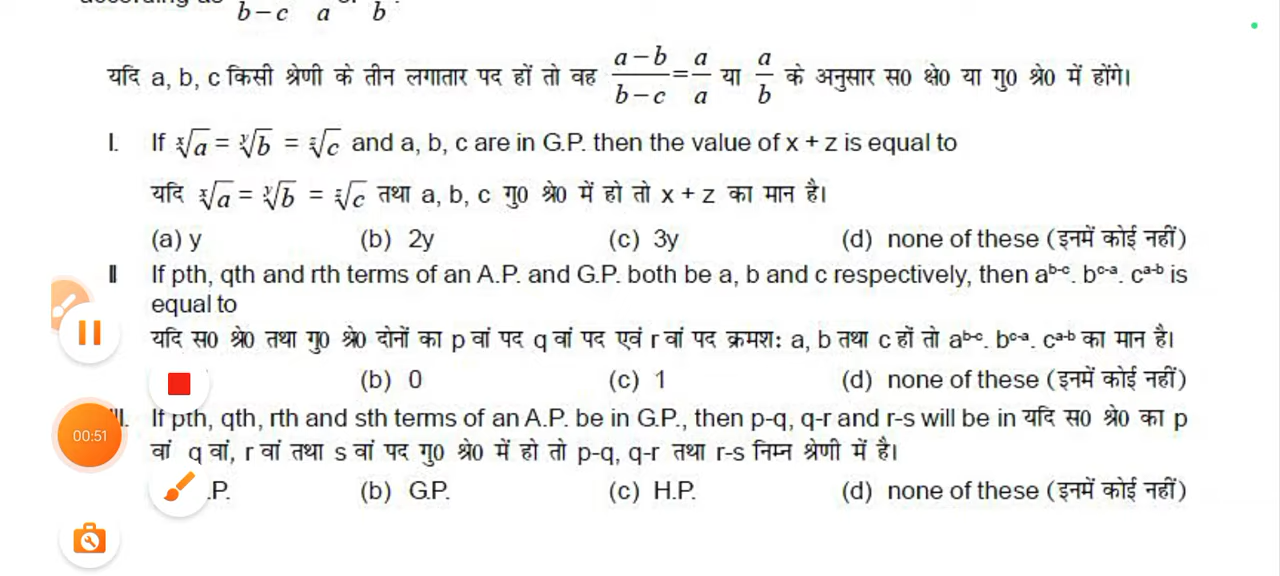 b – c a b .
यदि a, b, c किसी श्रेणी के तीन लगातार पद हों तो वह (a – b)/(b – c) = a/a या a/b के अनुसार स0 क्षे0 या गु0 श्रे0 में होंगे।
I. If ˣ√a = ʸ√b = ᶻ√c and a, b, c are in G.P. then the value of x + z is equal to
यदि ˣ√a = ʸ√b = ᶻ√c तथा a, b, c गु0 श्रे0 में हो तो x + z का मान है।
(a) y (b) 2y (c) 3y (d) none of these (इनमें कोई नहीं)
II If pth, qth and rth terms of an A.P. and G.P. both be a, b and c respectively, then aᵇ⁻ᶜ. bᶜ⁻ᵃ. cᵃ⁻ᵇ is
equal to
यदि स0 श्रे0 तथा गु0 श्रे0 दोनों का p वां पद q वां पद एवं r वां पद क्रमशः a, b तथा c हों तो aᵇ⁻ᶜ. bᶜ⁻ᵃ. cᵃ⁻ᵇ का मान है।
(b) 0 (c) 1 (d) none of these (इनमें कोई नहीं)
III. If pth, qth, rth and sth terms of an A.P. be in G.P., then p-q, q-r and r-s will be in यदि स0 श्रे0 का p
00:51
वां q वां, r वां तथा s वां पद गु0 श्रे0 में हो तो p-q, q-r तथा r-s निम्न श्रेणी में है।
.P. (b) G.P. (c) H.P. (d) none of these (इनमें कोई नहीं)